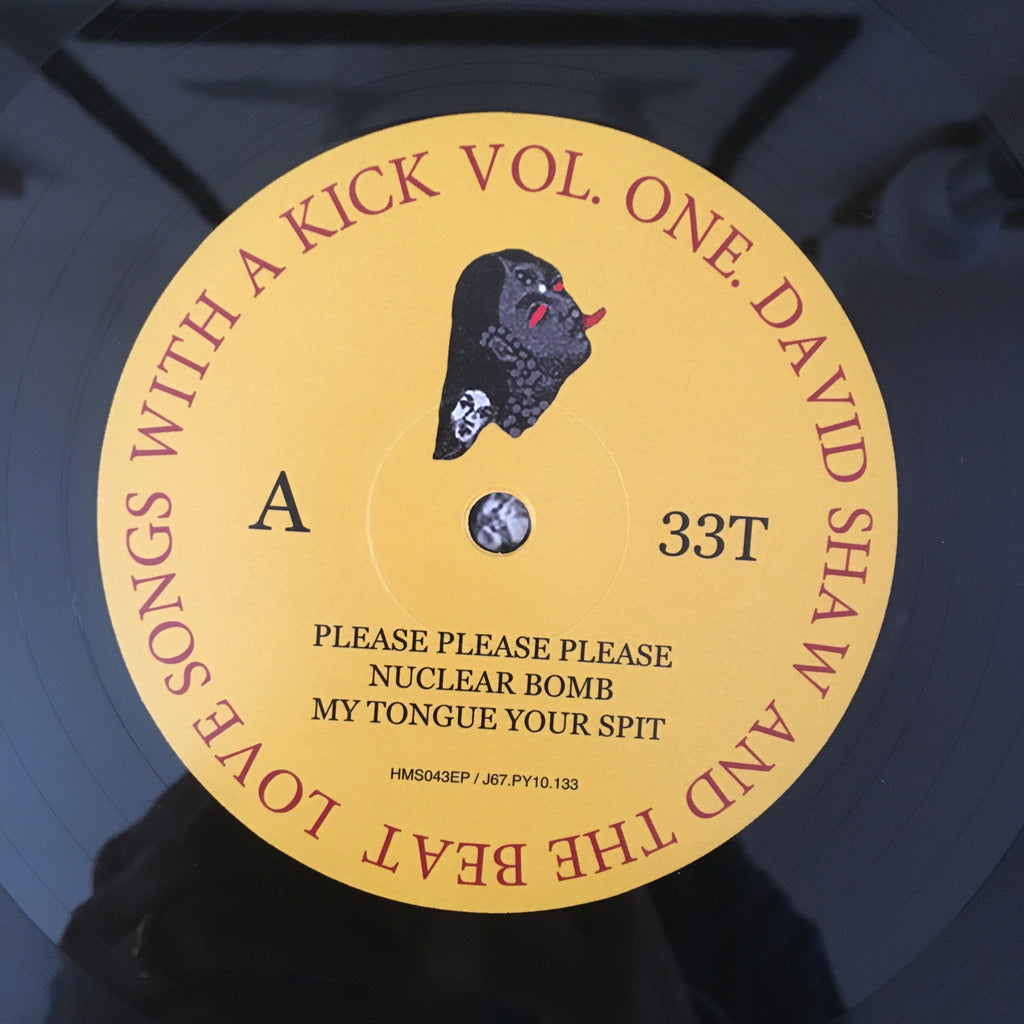 LOVE SONGS WITH A KICK VOL. ONE. DAVID SHAW AND THE BEAT
A
33T
PLEASE PLEASE PLEASE
NUCLEAR BOMB
MY TONGUE YOUR SPIT
HMS043EP / J67.PY10.133